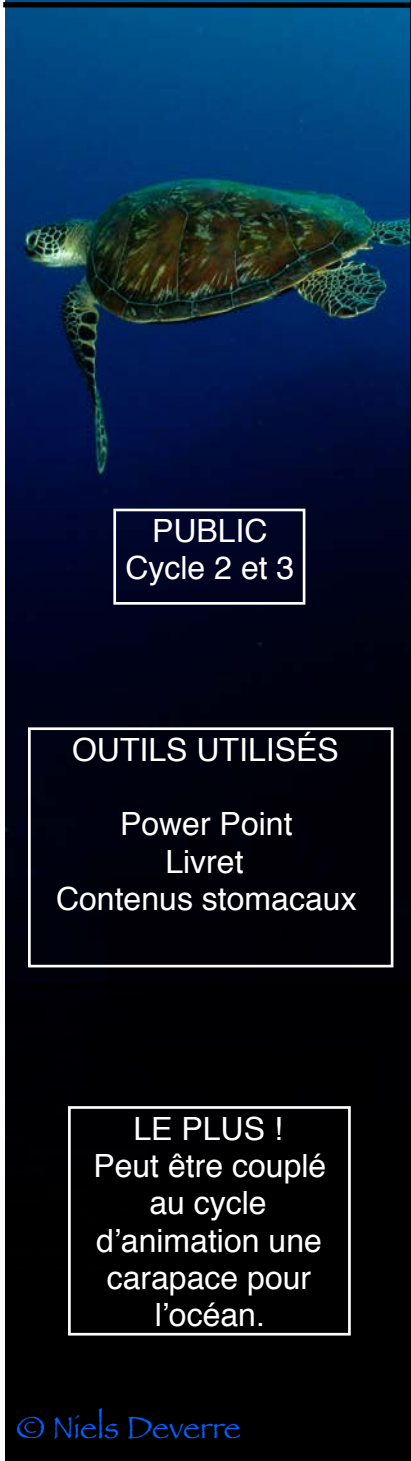 PUBLIC
Cycle 2 et 3
OUTILS UTILISÉS
Power Point
Livret
Contenus stomacaux
LE PLUS !
Peut être couplé
au cycle
d’animation une
carapace pour
l’océan.
© Niels Deverre